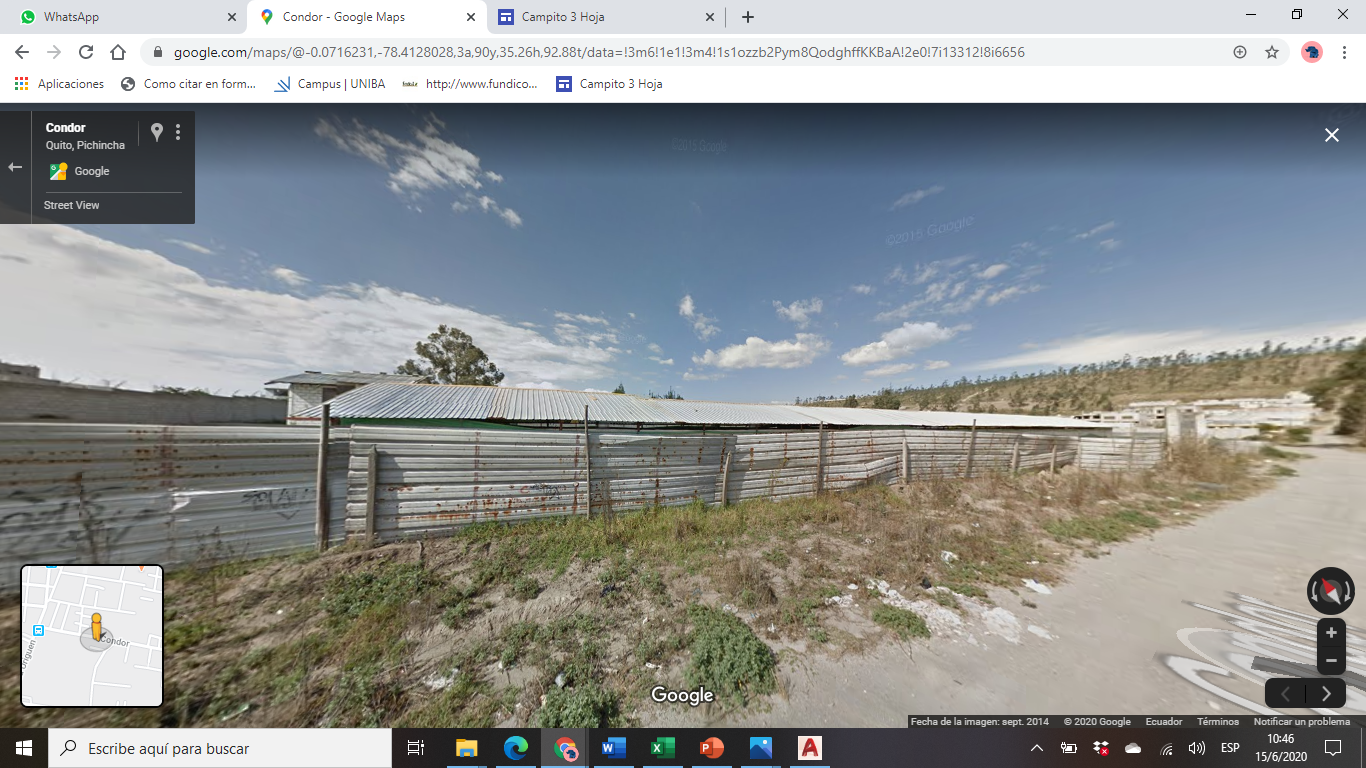 WhatsApp
Condor - Google Maps
Campito 3 Hoja
google.com/maps/@-0.0716231,-78.4128028,3a,90y,35.26h,92.88t/data=!3m6!1e1!3m4!1s1ozzb2Pym8QodghffKKBaA!2e0!7i13312!8i6656
Aplicaciones
Como citar en form...
Campus | UNIBA
http://www.fundico...
Campito 3 Hoja
Condor
Quito, Pichincha
Google
Street View
©2015 Google
©2015 Google
Condor
Google
Fecha de la imagen: sept. 2014 © 2020 Google Ecuador Términos Notificar un problema
Escribe aquí para buscar
ESP
10:46
15/6/2020